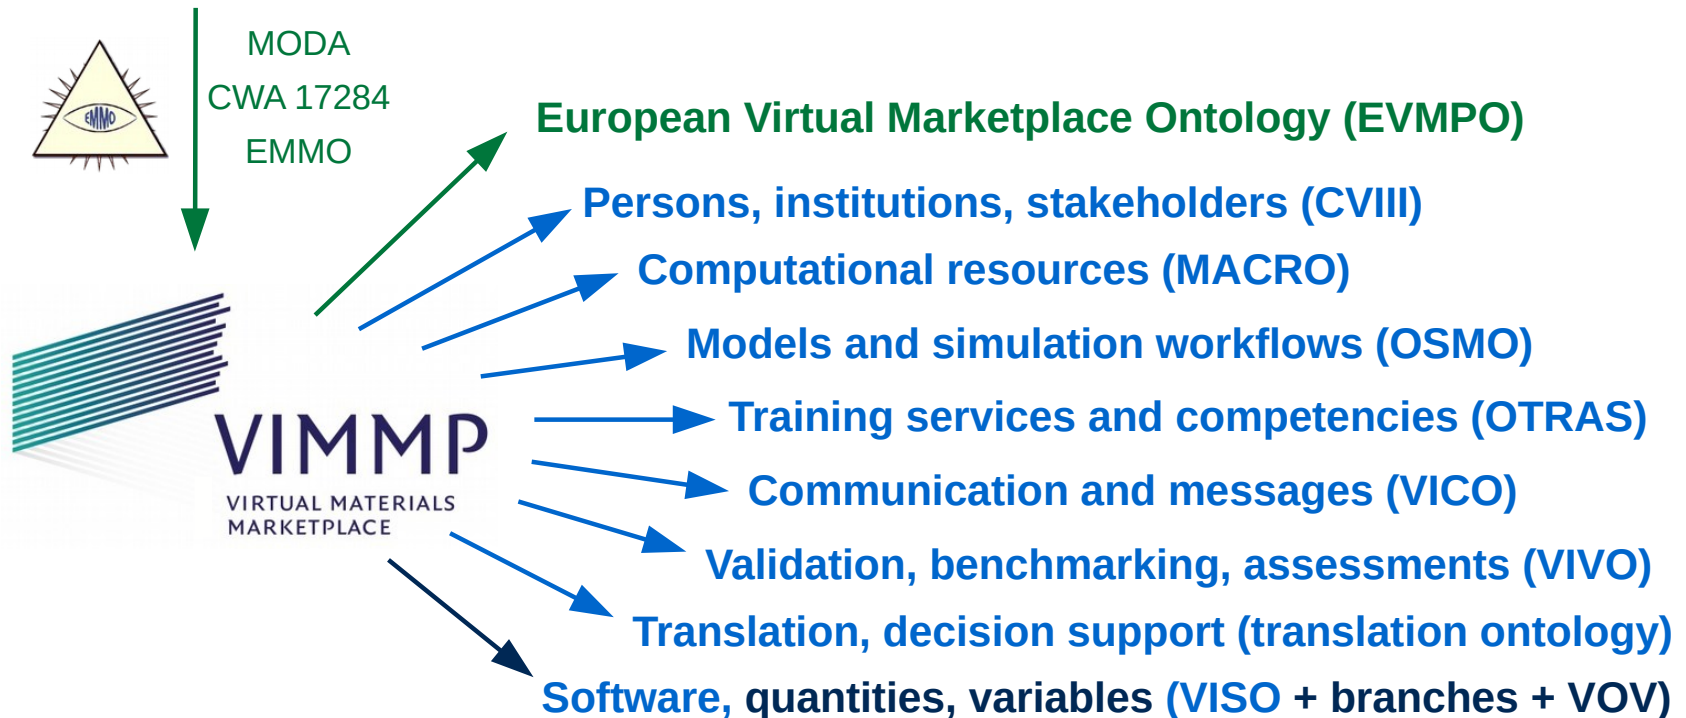 MODA
CWA 17284
EMMO
EMMO
European Virtual Marketplace Ontology (EVMPO)
Persons, institutions, stakeholders (CVIII)
Computational resources (MACRO)
Models and simulation workflows (OSMO)
Training services and competencies (OTRAS)
VIMMP
VIRTUAL MATERIALS
MARKETPLACE
Communication and messages (VICO)
Validation, benchmarking, assessments (VIVO)
Translation, decision support (translation ontology)
Software, quantities, variables (VISO + branches + VOV)